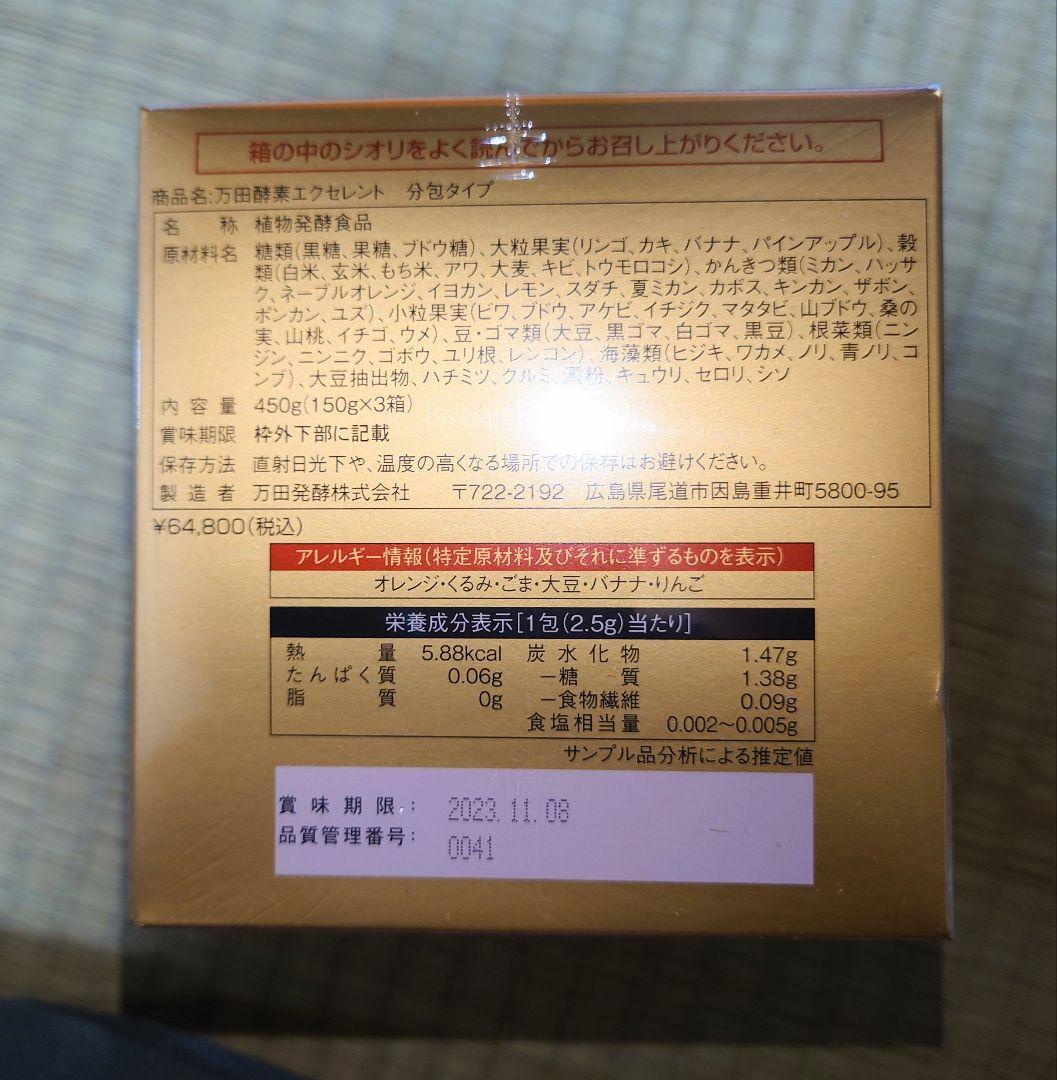 箱の中のシオリをよく読んでからお召し上がりください。
商品名:万田酵素エクセレント 分包タイプ
名 称 植物発酵食品
原材料名 糖類(黒糖、果糖、ブドウ糖)、大粒果実(リンゴ、カキ、バナナ、パインアップル)、穀
類(白米、玄米、もち米、アワ、大麦、キビ、トウモロコシ)、かんきつ類(ミカン、ハッサ
ク、ネーブルオレンジ、イヨカン、レモン、スダチ、夏ミカン、カボス、キンカン、ザボン、
ポンカン、ユズ)、小粒果実(ビワ、ブドウ、アケビ、イチジク、マタタビ、山ブドウ、桑の
実、山桃、イチゴ、ウメ)、豆・ゴマ類(大豆、黒ゴマ、白ゴマ、黒豆)、根菜類(ニン
ジン、ニンニク、ゴボウ、ユリ根、レンコン)、海藻類(ヒジキ、ワカメ、ノリ、青ノリ、コ
ンブ)、大豆抽出物、ハチミツ、クルミ、澱粉、キュウリ、セロリ、シソ
内容量 450g(150g×3箱)
賞味期限 枠外下部に記載
保存方法 直射日光下や、温度の高くなる場所での保存はお避けください。
製造者 万田発酵株式会社 〒722-2192 広島県尾道市因島重井町5800-95
¥64,800(税込)
アレルギー情報(特定原材料及びそれに準ずるものを表示)
オレンジ・くるみ・ごま・大豆・バナナ・りんご
栄養成分表示[1包(2.5g)当たり]
熱量 5.88kcal 炭水化物 1.47g
たんぱく質 0.06g −糖質 1.38g
脂質 0g −食物繊維 0.09g
食塩相当量 0.002〜0.005g
サンプル品分析による推定値
賞味期限: 2023.11.08
品質管理番号: 0041